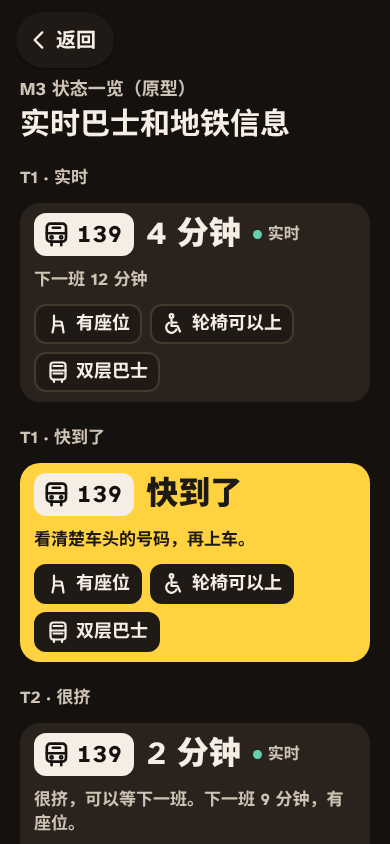 返回
M3 状态一览（原型）
实时巴士和地铁信息
T1 · 实时
139 4 分钟 实时
下一班 12 分钟
有座位 轮椅可以上
双层巴士
T1 · 快到了
139 快到了
看清楚车头的号码，再上车。
有座位 轮椅可以上
双层巴士
T2 · 很挤
139 2 分钟 实时
很挤，可以等下一班。下一班 9 分钟，有
座位。